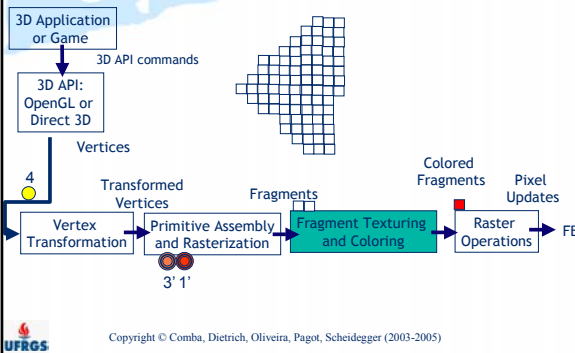 3D Application
or Game
3D API commands
3D API:
OpenGL or
Direct 3D
Vertices
4
Transformed
Vertices
Fragments
Colored
Fragments
Pixel
Updates
Vertex
Transformation
Primitive Assembly
and Rasterization
Fragment Texturing
and Coloring
Raster
Operations
FE
3' 1'
UFRGS
Copyright © Comba, Dietrich, Oliveira, Pagot, Scheidegger (2003-2005)